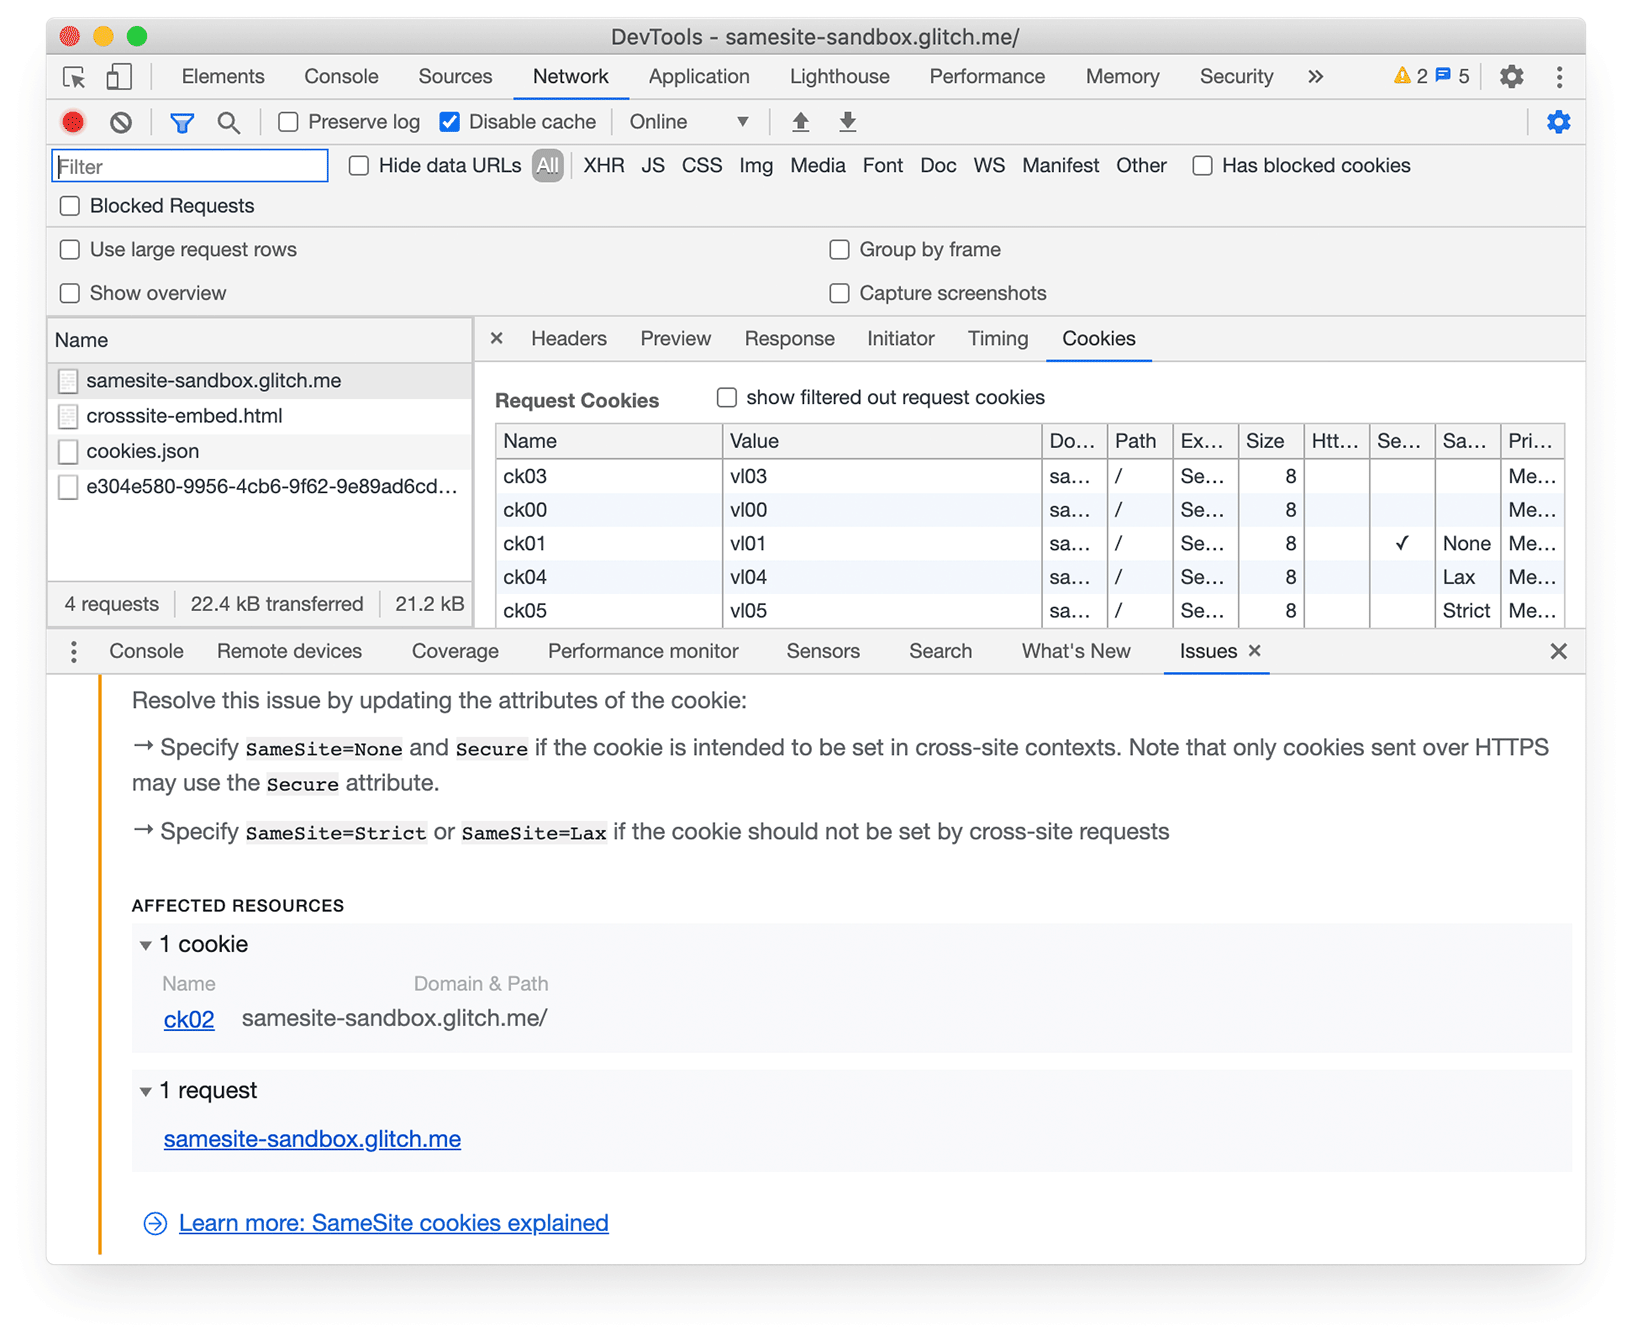 DevTools - samesite-sandbox.glitch.me/
Elements Console Sources Network Application Lighthouse Performance Memory Security » 2 5
Preserve log Disable cache Online
Filter Hide data URLs All XHR JS CSS Img Media Font Doc WS Manifest Other Has blocked cookies
Blocked Requests
Use large request rows Group by frame
Show overview Capture screenshots
Name × Headers Preview Response Initiator Timing Cookies
samesite-sandbox.glitch.me
crosssite-embed.html
cookies.json
e304e580-9956-4cb6-9f62-9e89ad6cd…
4 requests 22.4 kB transferred 21.2 kB
Request Cookies show filtered out request cookies
Name Value Do… Path Ex… Size Htt… Se… Sa… Pri…
ck03 vl03 sa… / Se… 8 Me…
ck00 vl00 sa… / Se… 8 Me…
ck01 vl01 sa… / Se… 8 ✓ None Me…
ck04 vl04 sa… / Se… 8 Lax Me…
ck05 vl05 sa… / Se… 8 Strict Me…
Console Remote devices Coverage Performance monitor Sensors Search What's New Issues × ×
Resolve this issue by updating the attributes of the cookie:
→ Specify SameSite=None and Secure if the cookie is intended to be set in cross-site contexts. Note that only cookies sent over HTTPS
may use the Secure attribute.
→ Specify SameSite=Strict or SameSite=Lax if the cookie should not be set by cross-site requests
AFFECTED RESOURCES
▼ 1 cookie
Name Domain & Path
ck02 samesite-sandbox.glitch.me/
▼ 1 request
samesite-sandbox.glitch.me
Learn more: SameSite cookies explained